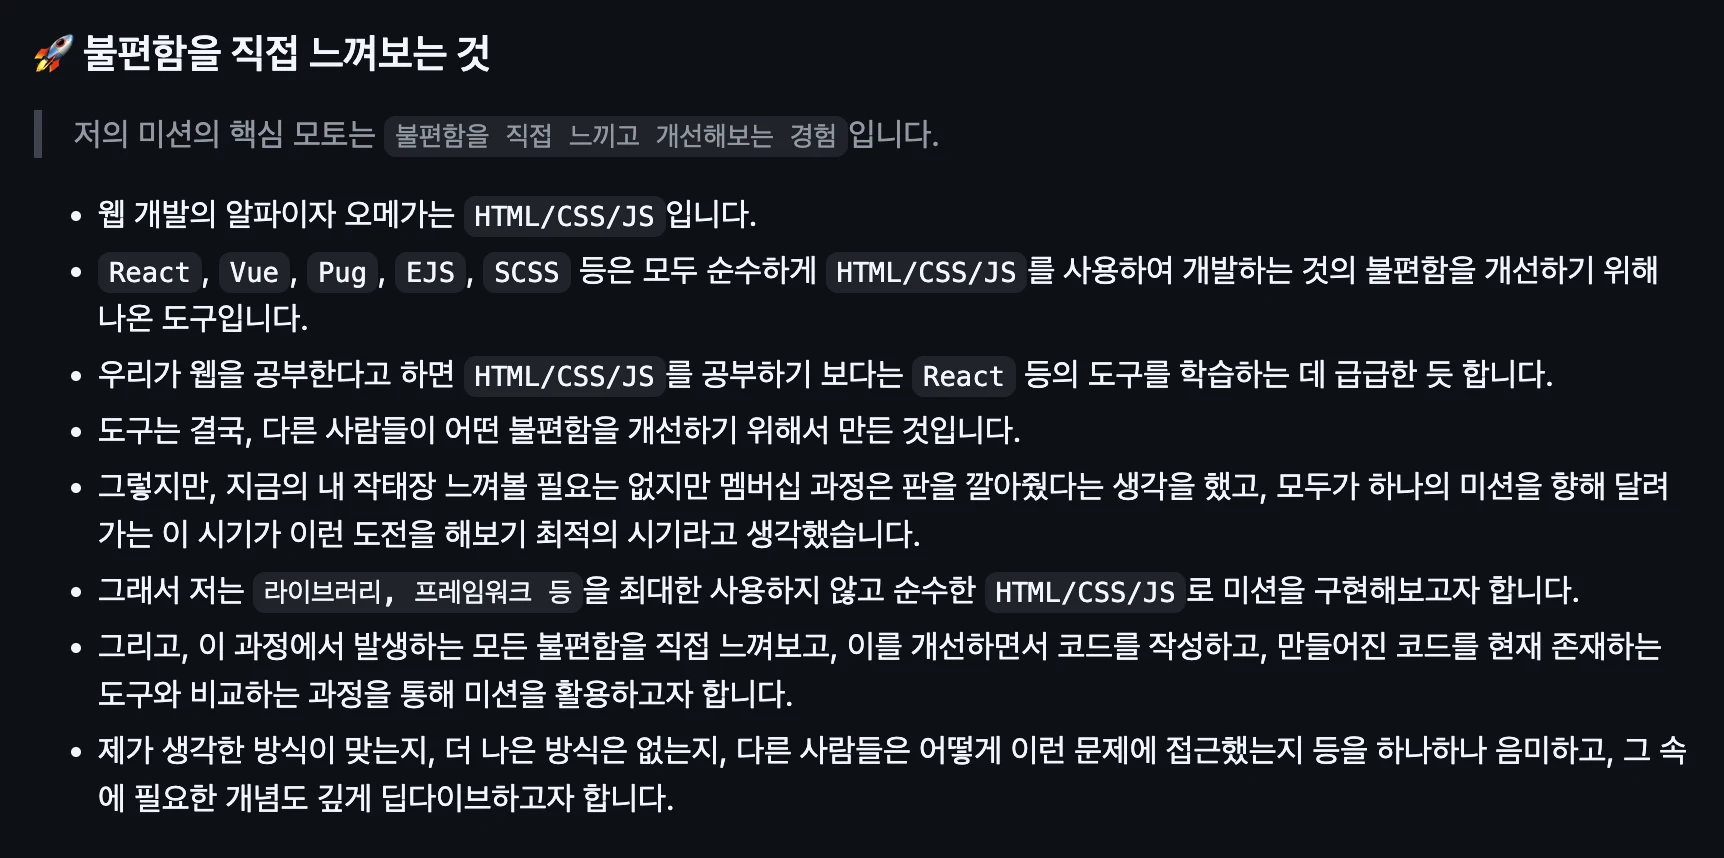 🚀 불편함을 직접 느껴보는 것
저의 미션의 핵심 모토는 불편함을 직접 느끼고 개선해보는 경험입니다.
• 웹 개발의 알파이자 오메가는 HTML/CSS/JS입니다.
• React, Vue, Pug, EJS, SCSS 등은 모두 순수하게 HTML/CSS/JS를 사용하여 개발하는 것의 불편함을 개선하기 위해
나온 도구입니다.
• 우리가 웹을 공부한다고 하면 HTML/CSS/JS를 공부하기 보다는 React 등의 도구를 학습하는 데 급급한 듯 합니다.
• 도구는 결국, 다른 사람들이 어떤 불편함을 개선하기 위해서 만든 것입니다.
• 그렇지만, 지금의 내 작태장 느껴볼 필요는 없지만 멤버십 과정은 판을 깔아줬다는 생각을 했고, 모두가 하나의 미션을 향해 달려
가는 이 시기가 이런 도전을 해보기 최적의 시기라고 생각했습니다.
• 그래서 저는 라이브러리, 프레임워크 등을 최대한 사용하지 않고 순수한 HTML/CSS/JS로 미션을 구현해보고자 합니다.
• 그리고, 이 과정에서 발생하는 모든 불편함을 직접 느껴보고, 이를 개선하면서 코드를 작성하고, 만들어진 코드를 현재 존재하는
도구와 비교하는 과정을 통해 미션을 활용하고자 합니다.
• 제가 생각한 방식이 맞는지, 더 나은 방식은 없는지, 다른 사람들은 어떻게 이런 문제에 접근했는지 등을 하나하나 음미하고, 그 속
에 필요한 개념도 깊게 딥다이브하고자 합니다.